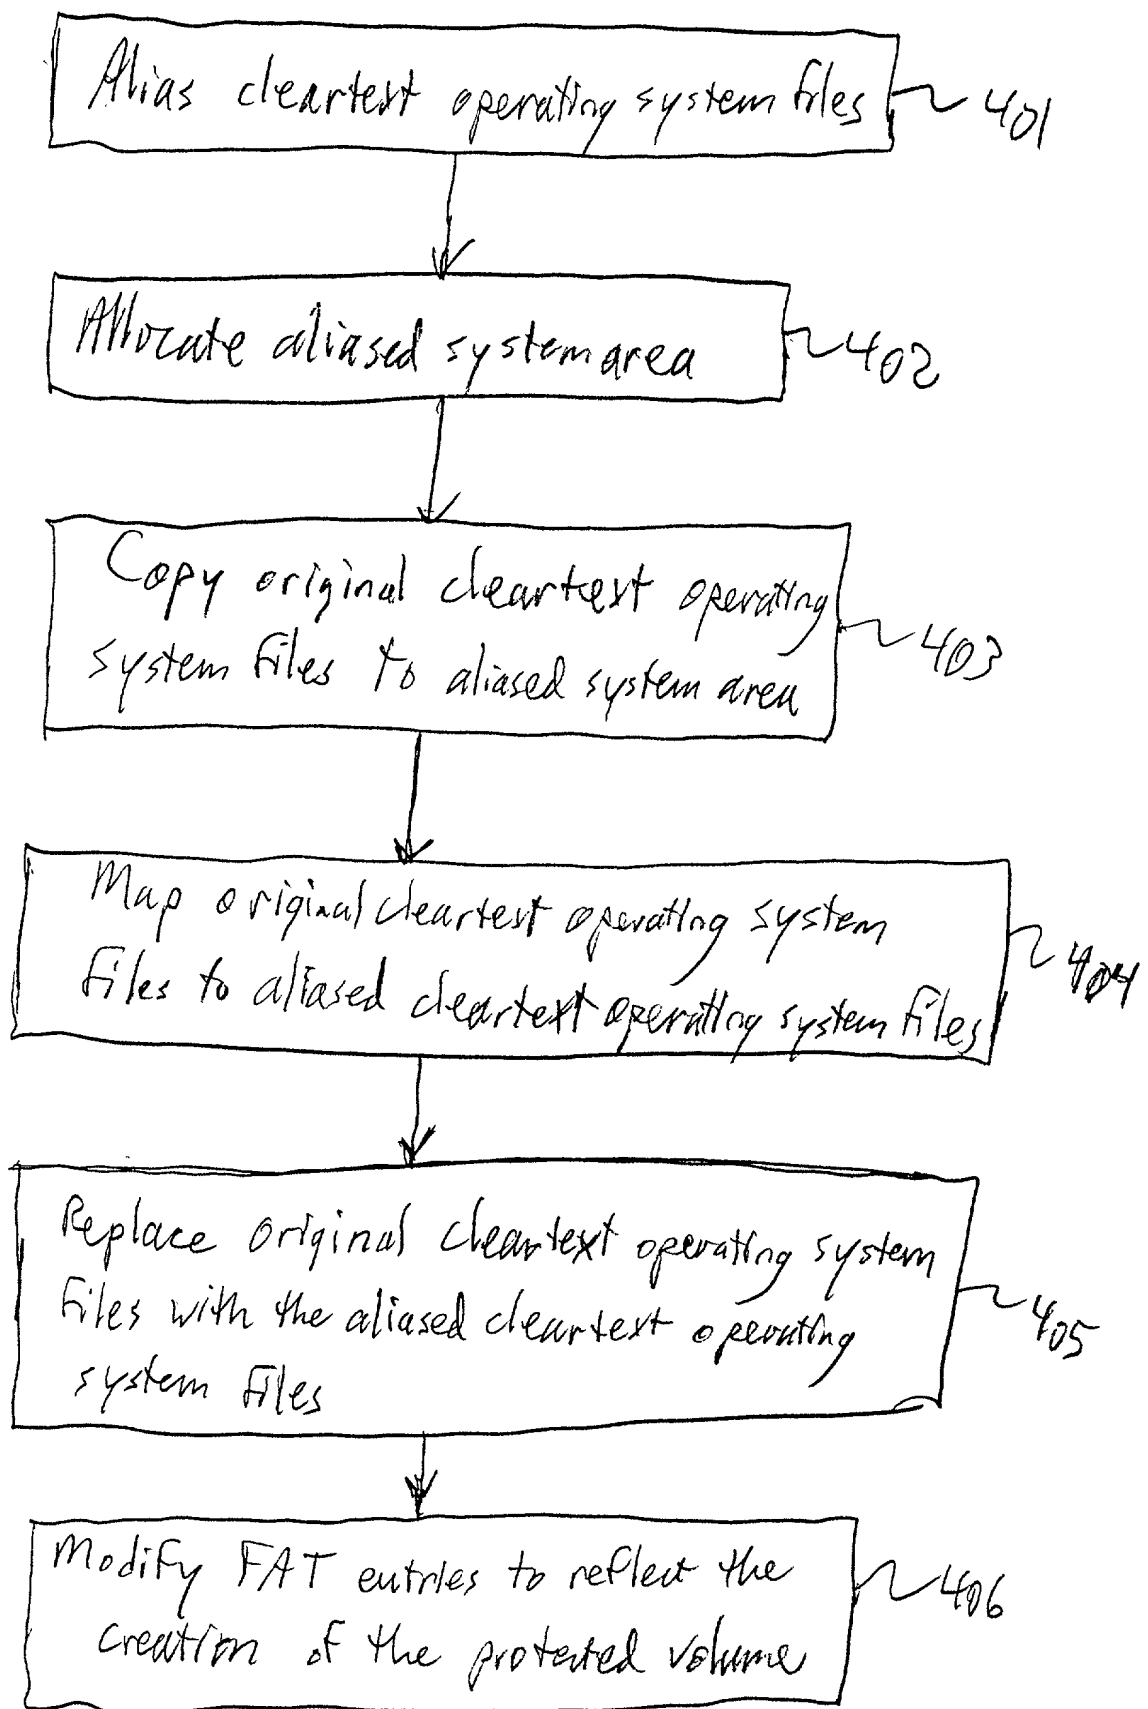 Alias cleartext operating system files
401
Allocate aliased system area
402
Copy original cleartext operating
system files to aliased system area
403
Map original cleartext operating system
files to aliased cleartext operating system files
404
Replace original cleartext operating system
files with the aliased cleartext operating
system files
405
Modify FAT entries to reflect the
creation of the protected volume
406